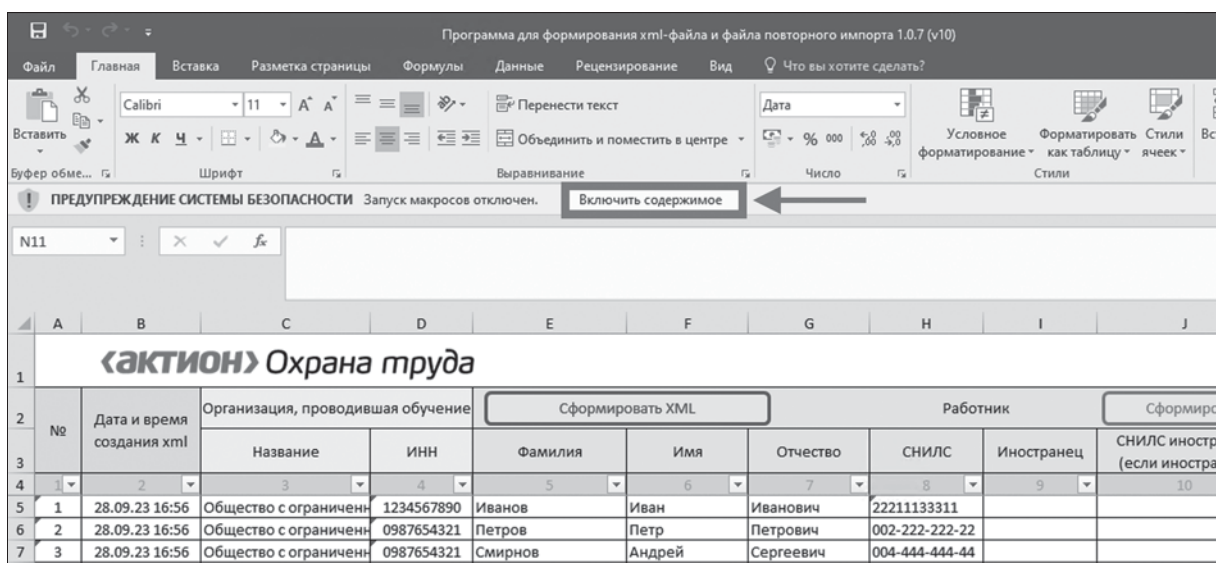 Программа для формирования xml-файла и файла повторного импорта 1.0.7 (v10)
Файл Главная Вставка Разметка страницы Формулы Данные Рецензирование Вид Что вы хотите сделать?
Calibri 11 А А Перенести текст Дата
Вставить Ж К Ч Объединить и поместить в центре % 000 Условное форматирование Форматировать как таблицу Стили ячеек Вс
Буфер обме... Шрифт Выравнивание Число Стили
ПРЕДУПРЕЖДЕНИЕ СИСТЕМЫ БЕЗОПАСНОСТИ Запуск макросов отключен. Включить содержимое
N11 fx
A B C D E F G H I J
1 <актион> Охрана труда
2 № Дата и время создания xml Организация, проводившая обучение Сформировать XML Работник Сформиро
3 Название ИНН Фамилия Имя Отчество СНИЛС Иностранец СНИЛС иностр (если иностра
4 1 2 3 4 5 6 7 8 9 10
5 1 28.09.23 16:56 Общество с ограниченн 1234567890 Иванов Иван Иванович 22211133311
6 2 28.09.23 16:56 Общество с ограниченн 0987654321 Петров Петр Петрович 002-222-222-22
7 3 28.09.23 16:56 Общество с ограниченн 0987654321 Смирнов Андрей Сергеевич 004-444-444-44